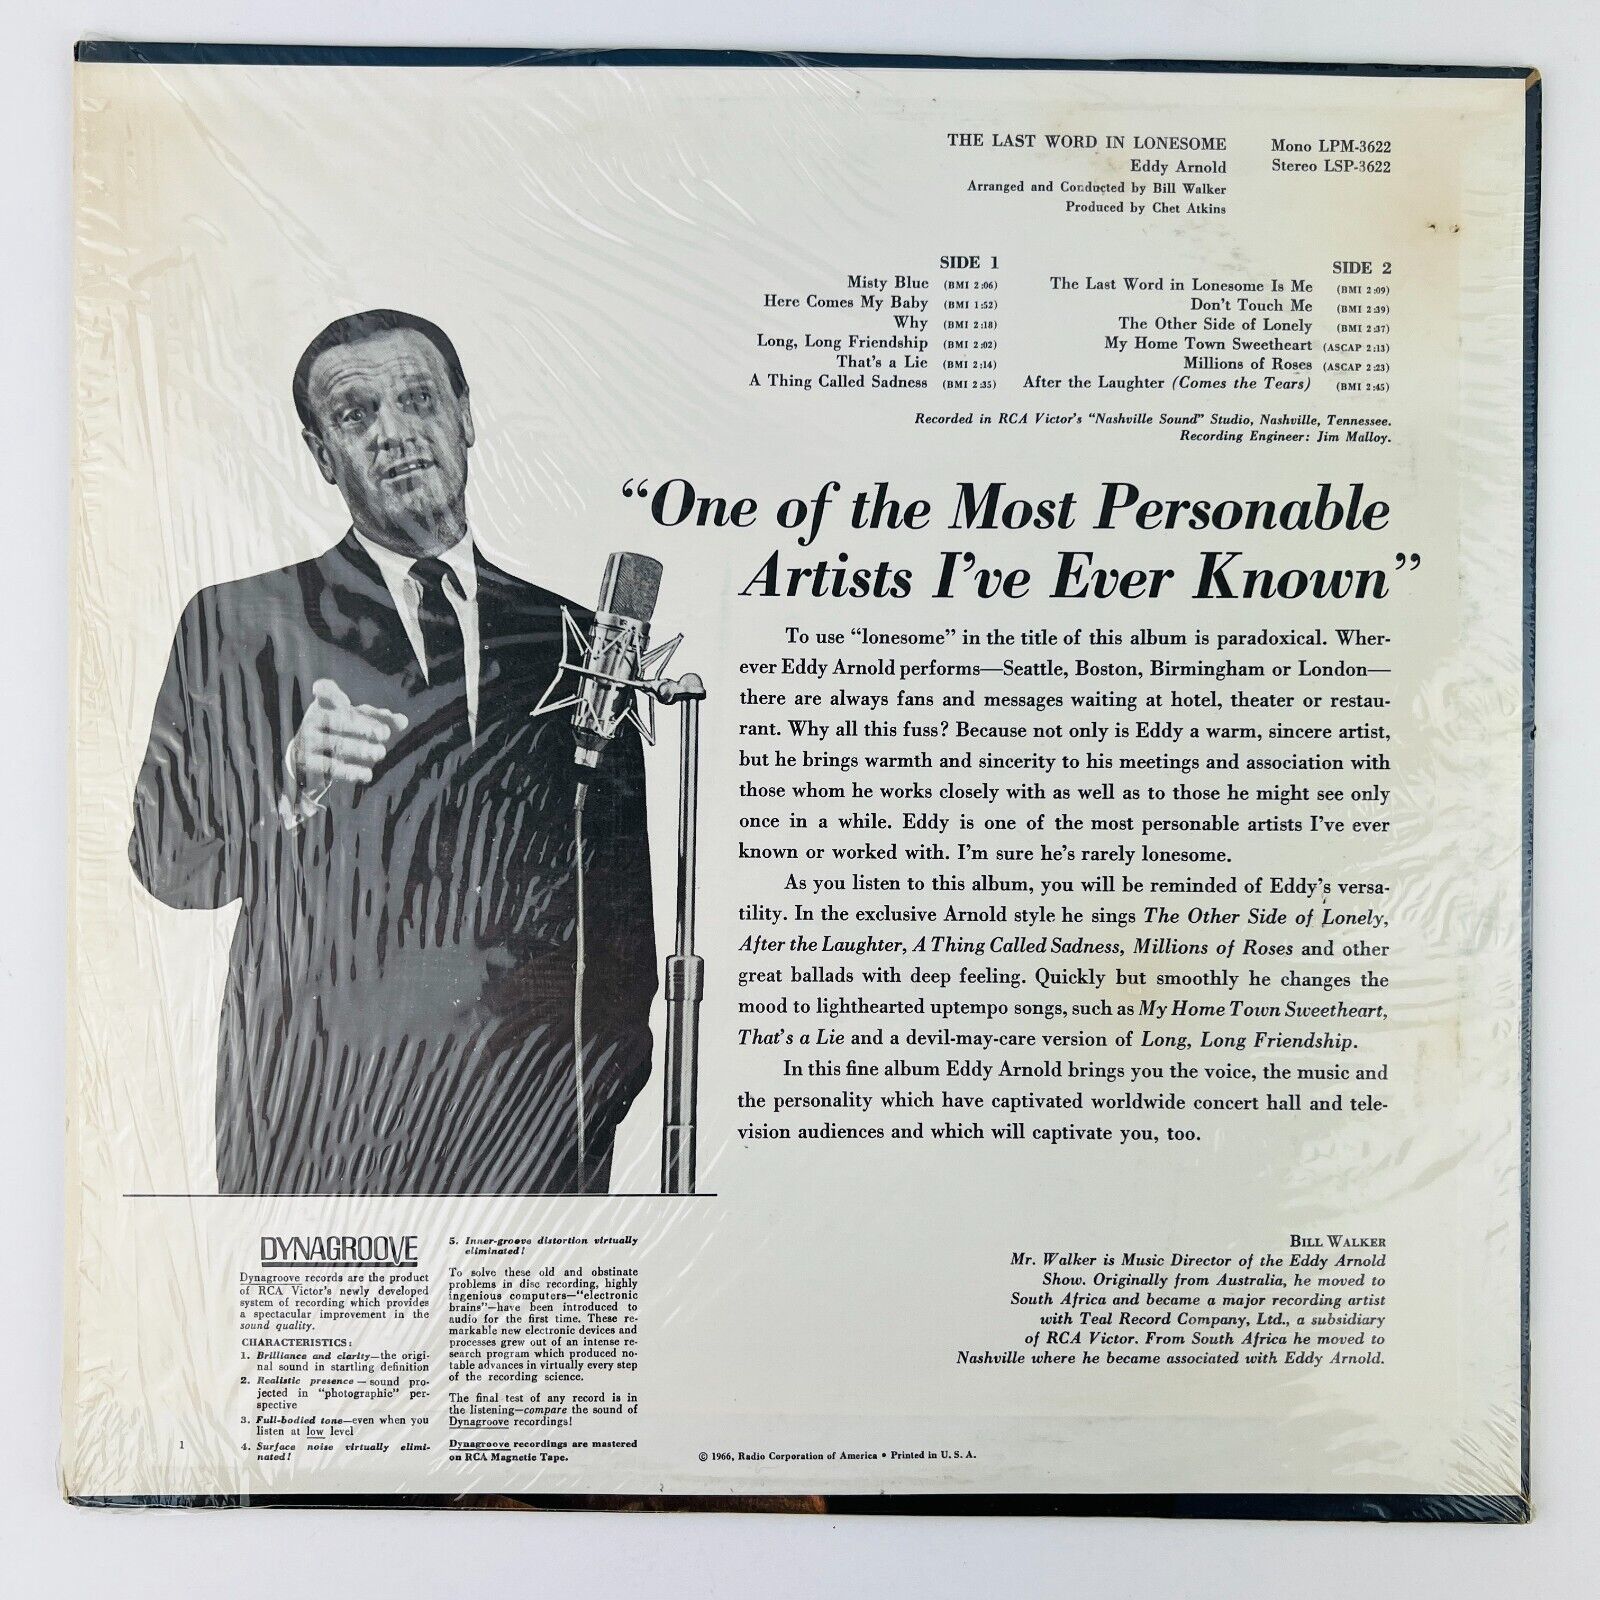 THE LAST WORD IN LONESOME
Eddy Arnold
Arranged and Conducted by Bill Walker
Produced by Chet Atkins
Mono LPM-3622
Stereo LSP-3622
SIDE 1
Misty Blue (BMI 2:06)
Here Comes My Baby (BMI 1:52)
Why (BMI 2:18)
Long, Long Friendship (BMI 2:02)
That's a Lie (BMI 2:14)
A Thing Called Sadness (BMI 2:35)
SIDE 2
The Last Word in Lonesome Is Me (BMI 2:09)
Don't Touch Me (BMI 2:39)
The Other Side of Lonely (BMI 2:37)
My Home Town Sweetheart (ASCAP 2:13)
Millions of Roses (ASCAP 2:23)
After the Laughter (Comes the Tears) (BMI 2:45)
Recorded in RCA Victor's "Nashville Sound" Studio, Nashville, Tennessee.
Recording Engineer: Jim Malloy.
“One of the Most Personable
Artists I've Ever Known”
To use “lonesome” in the title of this album is paradoxical. Wher-
ever Eddy Arnold performs—Seattle, Boston, Birmingham or London—
there are always fans and messages waiting at hotel, theater or restau-
rant. Why all this fuss? Because not only is Eddy a warm, sincere artist,
but he brings warmth and sincerity to his meetings and association with
those whom he works closely with as well as to those he might see only
once in a while. Eddy is one of the most personable artists I've ever
known or worked with. I'm sure he's rarely lonesome.
As you listen to this album, you will be reminded of Eddy's versa-
tility. In the exclusive Arnold style he sings The Other Side of Lonely,
After the Laughter, A Thing Called Sadness, Millions of Roses and other
great ballads with deep feeling. Quickly but smoothly he changes the
mood to lighthearted uptempo songs, such as My Home Town Sweetheart,
That's a Lie and a devil-may-care version of Long, Long Friendship.
In this fine album Eddy Arnold brings you the voice, the music and
the personality which have captivated worldwide concert hall and tele-
vision audiences and which will captivate you, too.
BILL WALKER
Mr. Walker is Music Director of the Eddy Arnold
Show. Originally from Australia, he moved to
South Africa and became a major recording artist
with Teal Record Company, Ltd., a subsidiary
of RCA Victor. From South Africa he moved to
Nashville where he became associated with Eddy Arnold.
DYNAGROOVE
Dynagroove records are the product
of RCA Victor's newly developed
system of recording which provides
a spectacular improvement in the
sound quality.
CHARACTERISTICS:
1. Brilliance and clarity—the origi-
nal sound in startling definition
2. Realistic presence—sound pro-
jected in "photographic" per-
spective
3. Full-bodied tone—even when you
listen at low level
4. Surface noise virtually elimi-
nated!
5. Inner-groove distortion virtually
eliminated!
To solve these old and obstinate
problems in disc recording, highly
ingenious computers—"electronic
brains"—have been introduced to
audio for the first time. These re-
markable new electronic devices and
processes grew out of an intense re-
search program which produced no-
table advances in virtually every step
of the recording science.
The final test of any record is in
the listening—compare the sound of
Dynagroove recordings!
Dynagroove recordings are mastered
on RCA Magnetic Tape.
1
© 1966, Radio Corporation of America • Printed in U. S. A.